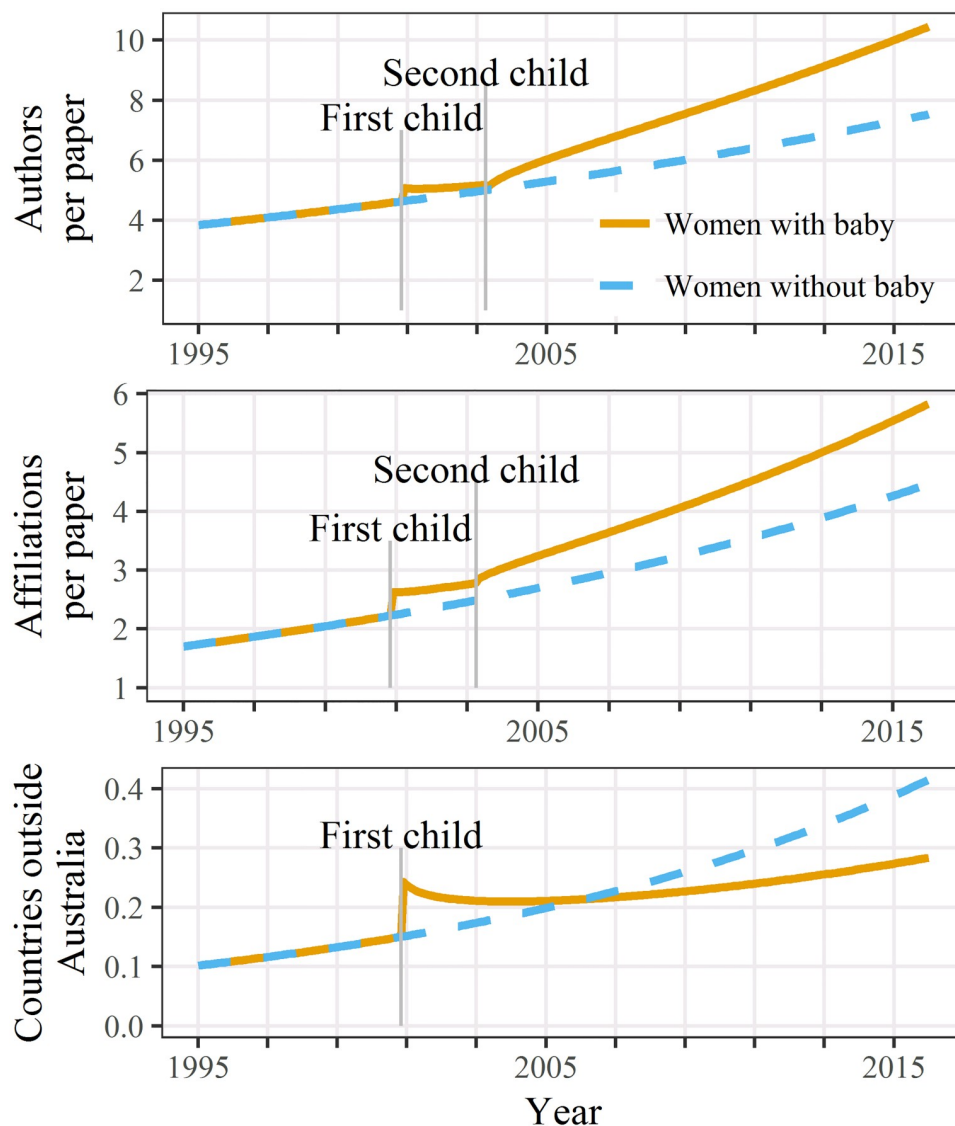 10
8
6
4
2
Authors
per paper
Second child
First child
Women with baby
Women without baby
1995
2005
2015
6
5
4
3
2
1
Affiliations
per paper
Second child
First child
1995
2005
2015
0.4
0.3
0.2
0.1
0.0
Countries outside
Australia
First child
1995
2005
2015
Year